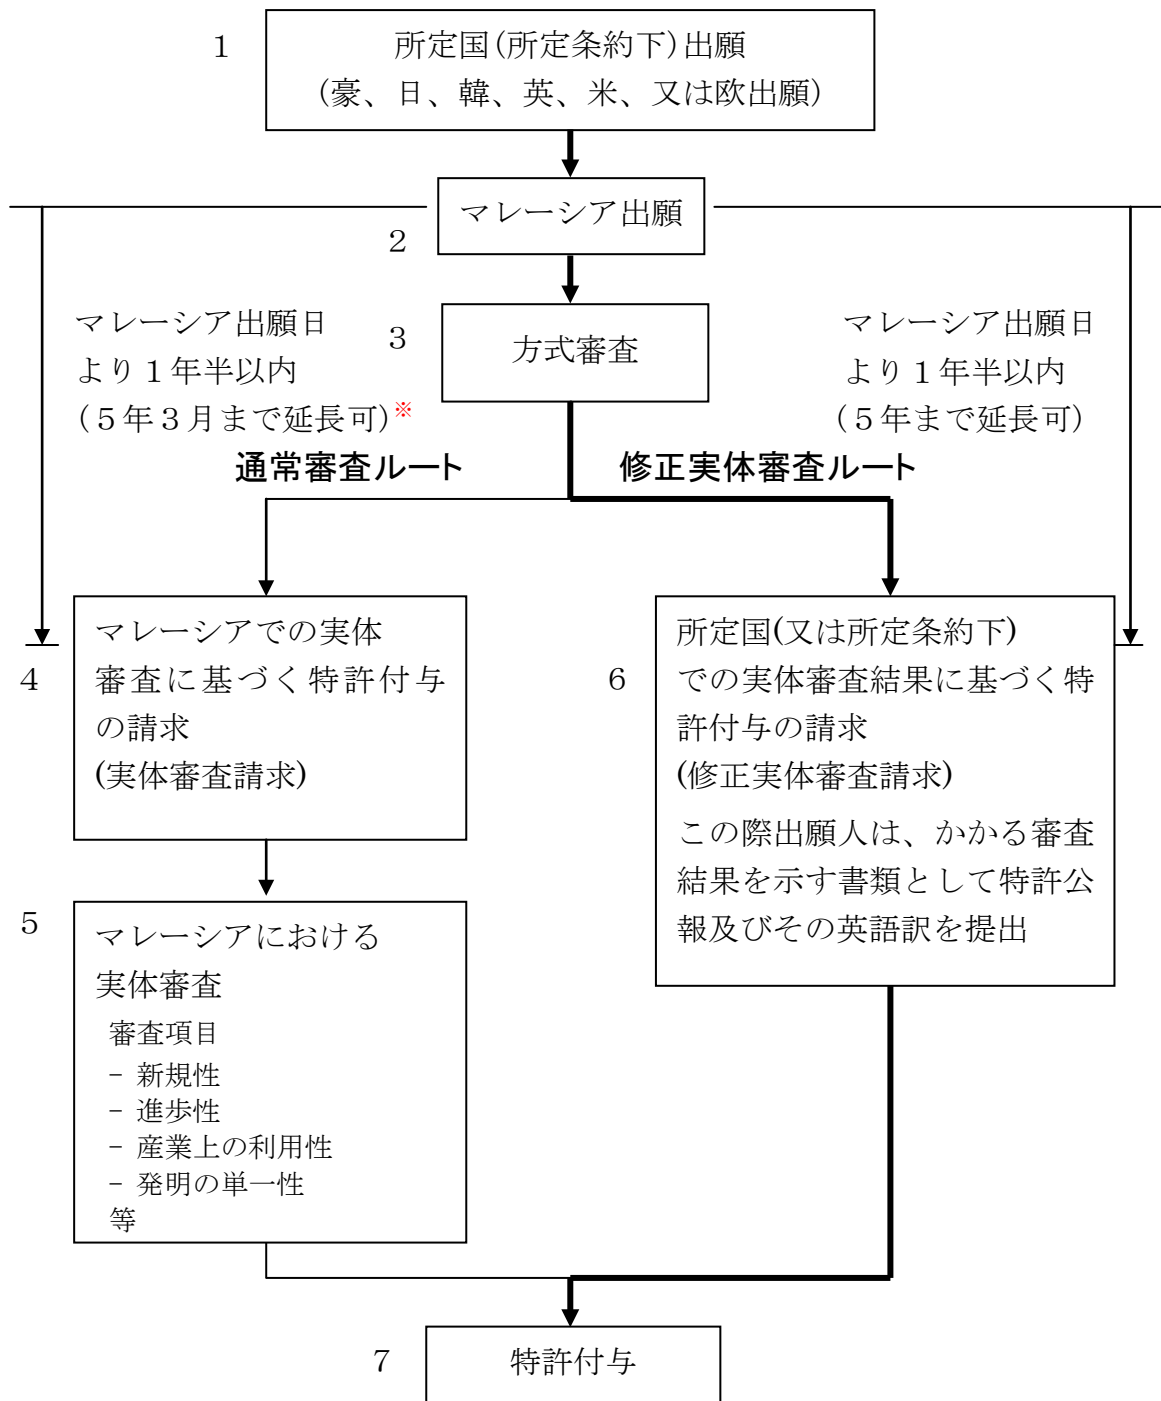 1
所定国(所定条約下)出願
(豪、日、韓、英、米、又は欧出願)
マレーシア出願
2
3
方式審査
マレーシア出願日
より１年半以内
(５年３月まで延長可)※
マレーシア出願日
より１年半以内
(５年まで延長可)
通常審査ルート
修正実体審査ルート
4
マレーシアでの実体
審査に基づく特許付与
の請求
(実体審査請求)
6
所定国(又は所定条約下)
での実体審査結果に基づく特
許付与の請求
(修正実体審査請求)
この際出願人は、かかる審査
結果を示す書類として特許公
報及びその英語訳を提出
5
マレーシアにおける
実体審査
審査項目
- 新規性
- 進歩性
- 産業上の利用性
- 発明の単一性
等
7
特許付与